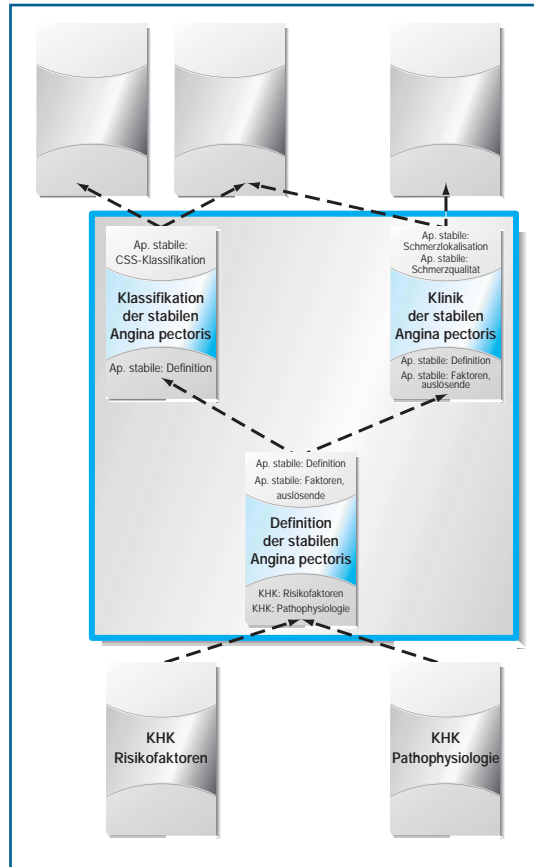 Ap. stabile:
CSS-Klassifikation
Klassifikation
der stabilen
Angina pectoris
Ap. stabile: Definition
Ap. stabile:
Schmerzlokalisation
Ap. stabile:
Schmerzqualität
Klinik
der stabilen
Angina pectoris
Ap. stabile: Definition
Ap. stabile: Faktoren,
auslösende
Ap. stabile: Definition
Ap. stabile: Faktoren,
auslösende
Definition
der stabilen
Angina pectoris
KHK: Risikofaktoren
KHK: Pathophysiologie
KHK
Risikofaktoren
KHK
Pathophysiologie